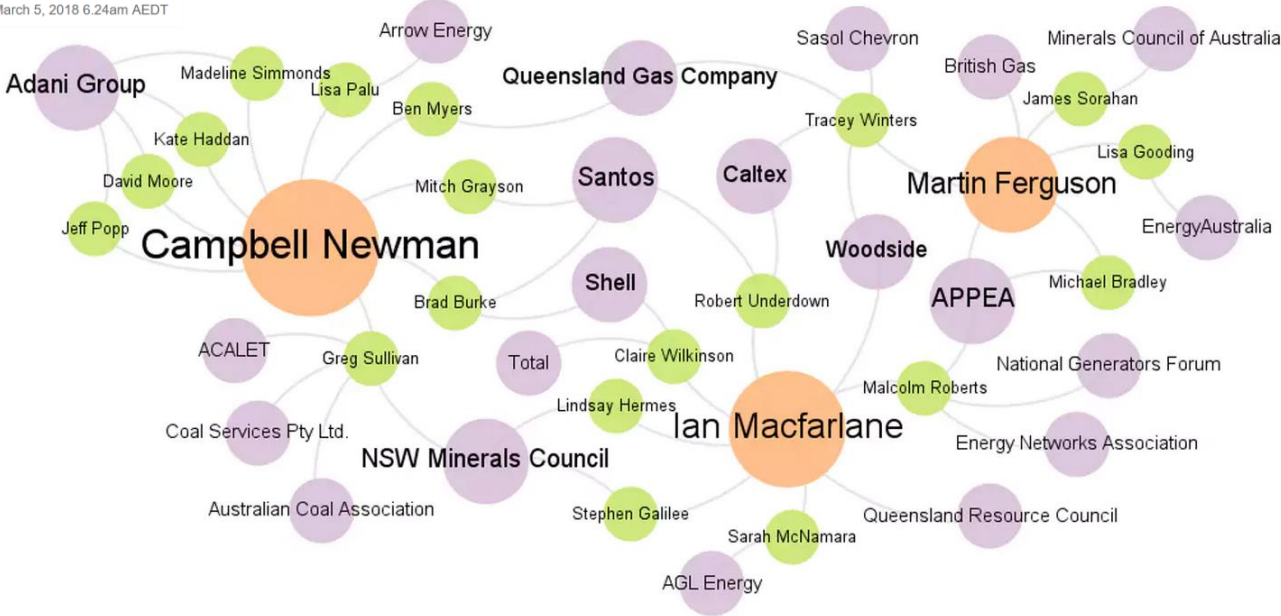 March 5, 2018 6.24am AEDT
Arrow Energy
Sasol Chevron
Minerals Council of Australia
British Gas
Adani Group
Madeline Simmonds
Lisa Palu
Queensland Gas Company
James Sorahan
Ben Myers
Tracey Winters
Kate Haddan
Lisa Gooding
David Moore
Mitch Grayson
Santos
Caltex
Martin Ferguson
Jeff Popp
EnergyAustralia
Campbell Newman
Woodside
Shell
Michael Bradley
Brad Burke
Robert Underdown
APPEA
ACALET
Greg Sullivan
Total
Claire Wilkinson
National Generators Forum
Malcolm Roberts
Lindsay Hermes
Ian Macfarlane
Coal Services Pty Ltd.
Energy Networks Association
NSW Minerals Council
Australian Coal Association
Stephen Galilee
Queensland Resource Council
Sarah McNamara
AGL Energy